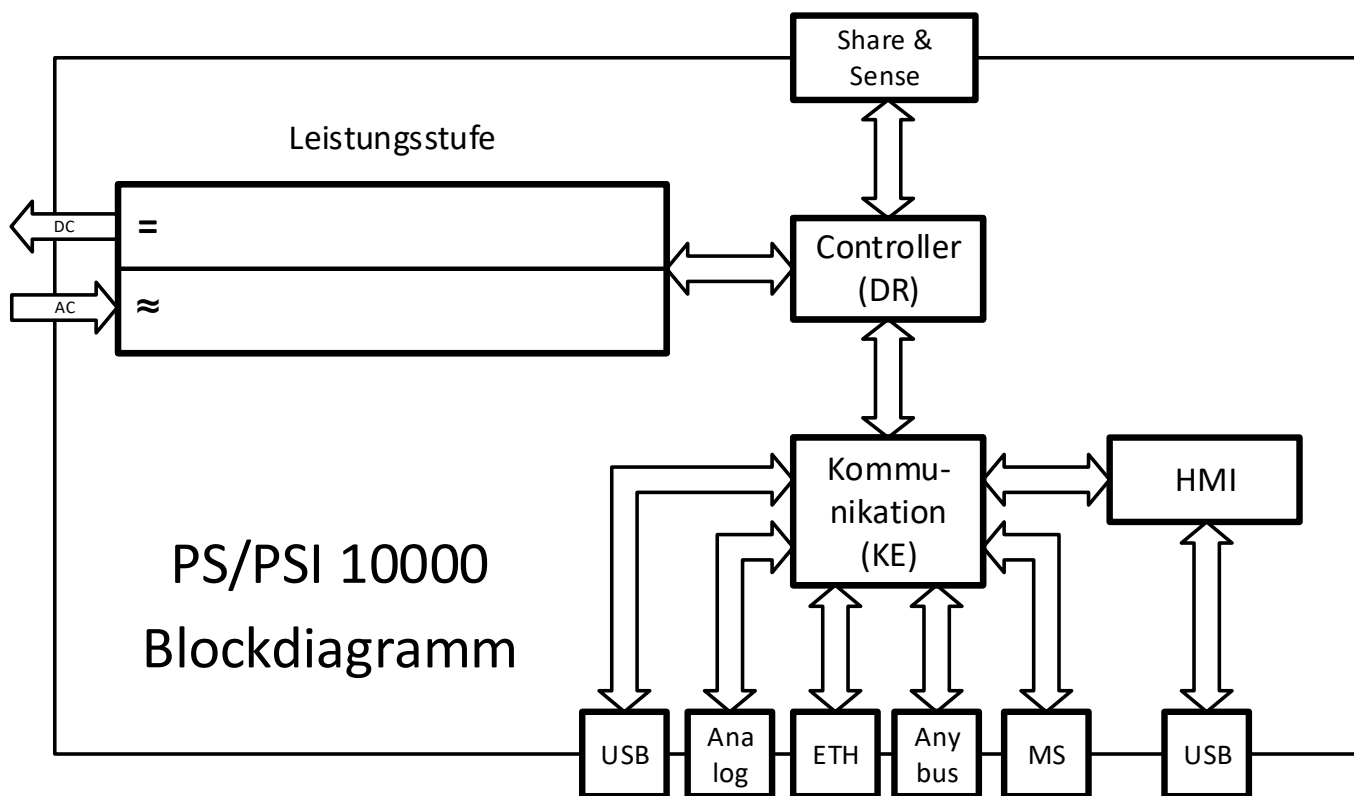 Share &
Sense
Leistungsstufe
DC
=
Controller
(DR)
AC
≈
Kommu-
nikation
(KE)
HMI
PS/PSI 10000
Blockdiagramm
USB
Ana
log
ETH
Any
bus
MS
USB